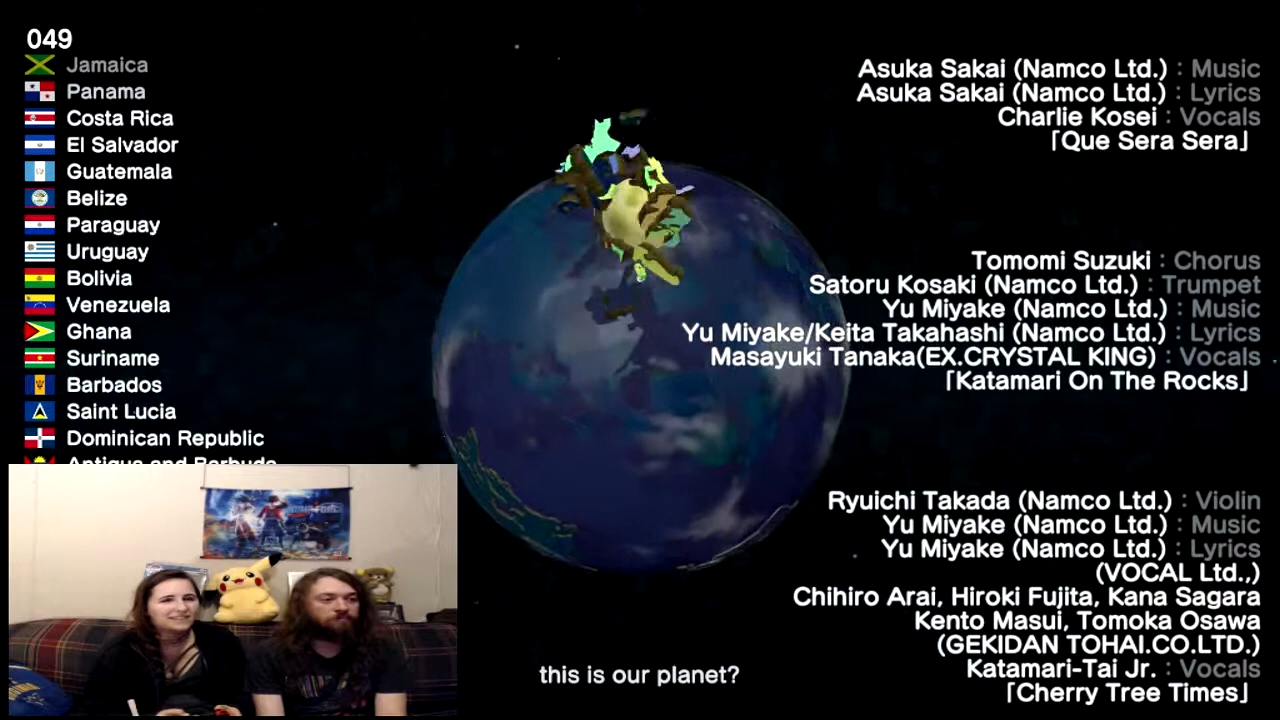 049
Jamaica
Panama
Costa Rica
El Salvador
Guatemala
Belize
Paraguay
Uruguay
Bolivia
Venezuela
Ghana
Suriname
Barbados
Saint Lucia
Dominican Republic
Antigua and Barbuda
Asuka Sakai (Namco Ltd.) : Music
Asuka Sakai (Namco Ltd.) : Lyrics
Charlie Kosei : Vocals
「Que Sera Sera」
Tomomi Suzuki : Chorus
Satoru Kosaki (Namco Ltd.) : Trumpet
Yu Miyake (Namco Ltd.) : Music
Yu Miyake/Keita Takahashi (Namco Ltd.) : Lyrics
Masayuki Tanaka(EX.CRYSTAL KING) : Vocals
「Katamari On The Rocks」
Ryuichi Takada (Namco Ltd.) : Violin
Yu Miyake (Namco Ltd.) : Music
Yu Miyake (Namco Ltd.) : Lyrics
(VOCAL Ltd.,)
Chihiro Arai, Hiroki Fujita, Kana Sagara
Kento Masui, Tomoka Osawa
(GEKIDAN TOHAI.CO.LTD.)
Katamari-Tai Jr. : Vocals
「Cherry Tree Times」
this is our planet?